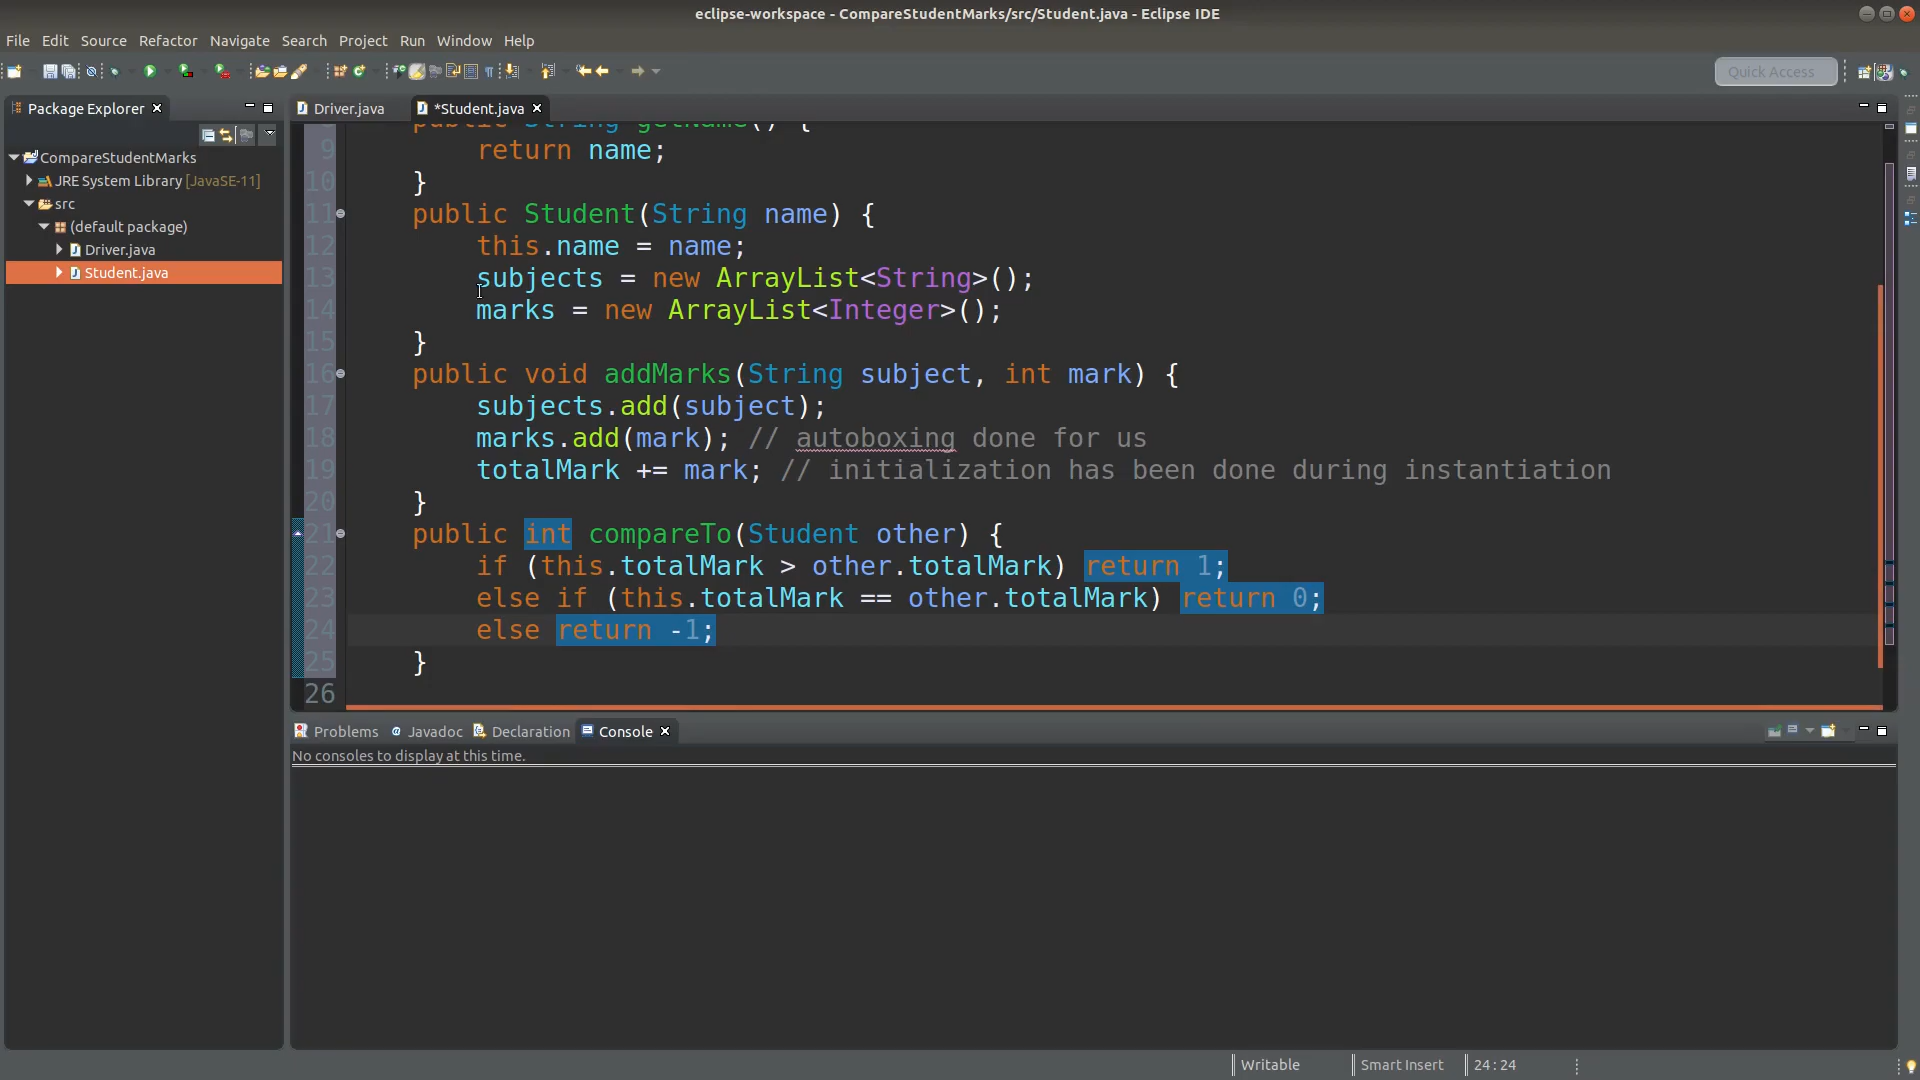 eclipse-workspace - CompareStudentMarks/src/Student.java - Eclipse IDE
File Edit Source Refactor Navigate Search Project Run Window Help
Quick Access
Package Explorer
Driver.java
*Student.java
CompareStudentMarks
JRE System Library [JavaSE-11]
src
(default package)
Driver.java
Student.java
public String getName() {
9 return name;
10 }
11 public Student(String name) {
12 this.name = name;
13 subjects = new ArrayList<String>();
14 marks = new ArrayList<Integer>();
15 }
16 public void addMarks(String subject, int mark) {
17 subjects.add(subject);
18 marks.add(mark); // autoboxing done for us
19 totalMark += mark; // initialization has been done during instantiation
20 }
21 public int compareTo(Student other) {
22 if (this.totalMark > other.totalMark) return 1;
23 else if (this.totalMark == other.totalMark) return 0;
24 else return -1;
25 }
26
Problems Javadoc Declaration Console
No consoles to display at this time.
Writable Smart Insert 24:24